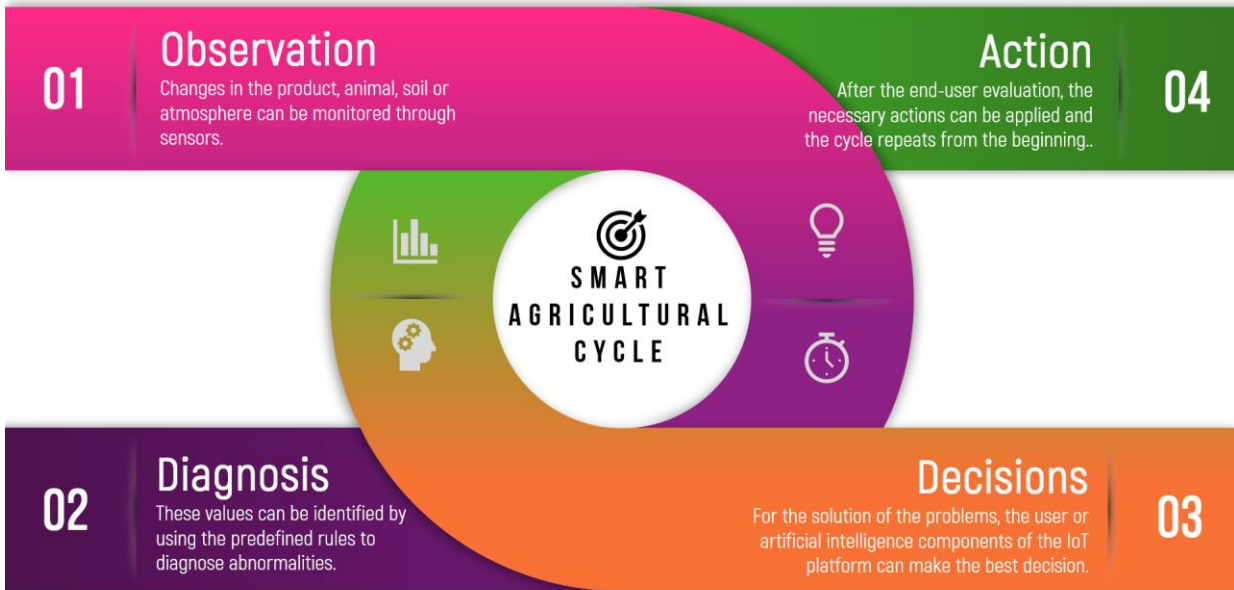 01
Observation
Changes in the product, animal, soil or
atmosphere can be monitored through
sensors.
Action
After the end-user evaluation, the
necessary actions can be applied and
the cycle repeats from the beginning..
04
SMART
AGRICULTURAL
CYCLE
02
Diagnosis
These values can be identified by
using the predefined rules to
diagnose abnormalities.
Decisions
For the solution of the problems, the user or
artificial intelligence components of the IoT
platform can make the best decision.
03